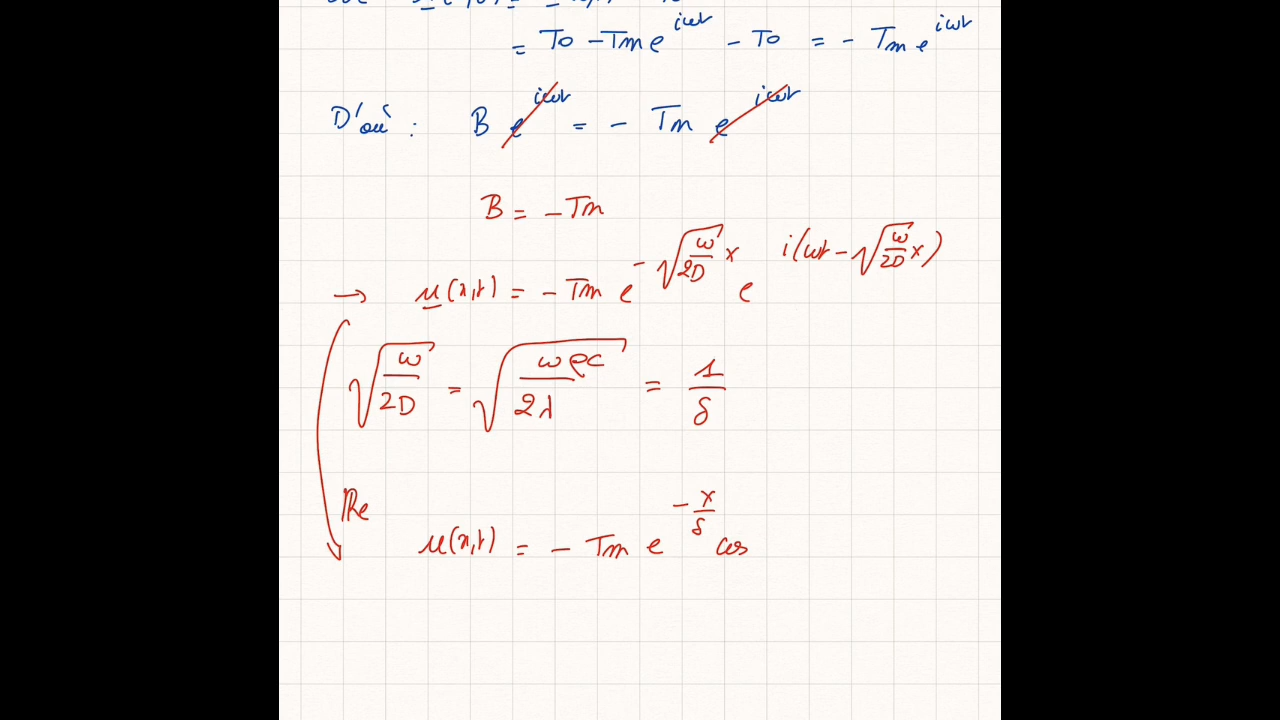 = To - Tm e^{iωt} - To = - Tm e^{iωt}
D'où : B e^{iωt} = - Tm e^{iωt}
B = - Tm
→ u(x,t) = - Tm e^{-√(ω/2D) x} e^{i(ωt - √(ω/2D) x)}
√(ω/2D) = √(ωρc/2λ) = 1/δ
Re
u(x,t) = - Tm e^{-x/δ} cos